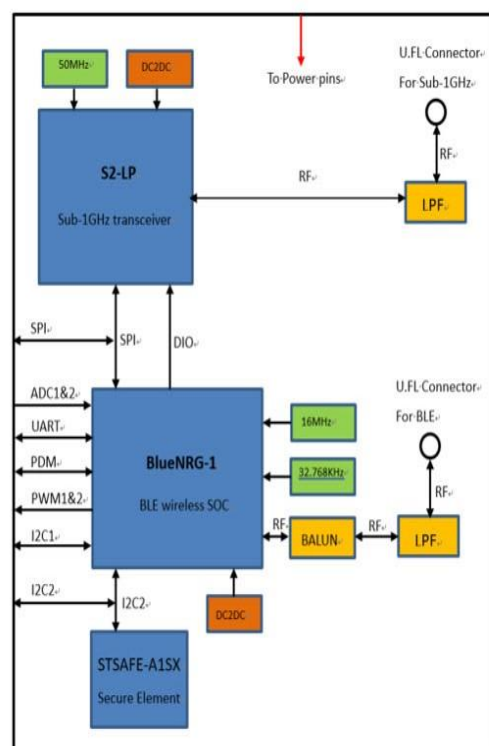 50MHz
DC2DC
To Power pins
U.FL Connector
For Sub-1GHz
RF
S2-LP
Sub-1GHz transceiver
RF
LPF
SPI
SPI
DIO
ADC1&2
UART
PDM
PWM1&2
I2C1
I2C2
BlueNRG-1
BLE wireless SOC
16MHz
32.768KHz
U.FL Connector
For BLE
RF
RF
BALUN
RF
LPF
I2C2
DC2DC
STSAFE-A1SX
Secure Element